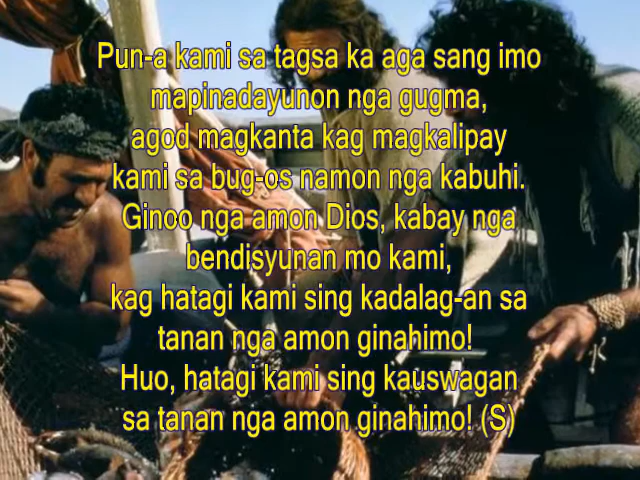 Pun-a kami sa tagsa ka aga sang imo
mapinadayunon nga gugma,
agod magkanta kag magkalipay
kami sa bug-os namon nga kabuhi.
Ginoo nga amon Dios, kabay nga
bendisyunan mo kami,
kag hatagi kami sing kadalag-an sa
tanan nga amon ginahimo!
Huo, hatagi kami sing kauswagan
sa tanan nga amon ginahimo! (S)